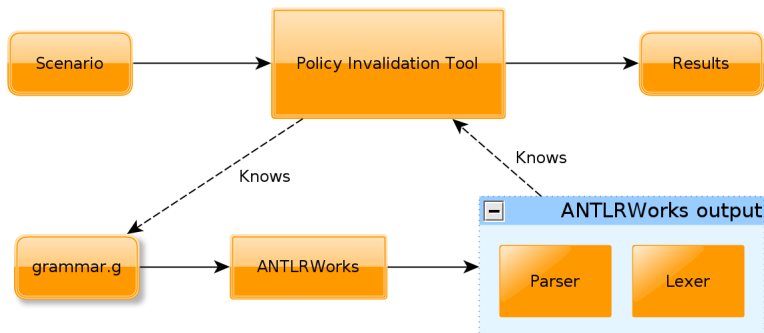 Scenario
Policy Invalidation Tool
Results
Knows
Knows
ANTLRWorks output
grammar.g
ANTLRWorks
Parser
Lexer